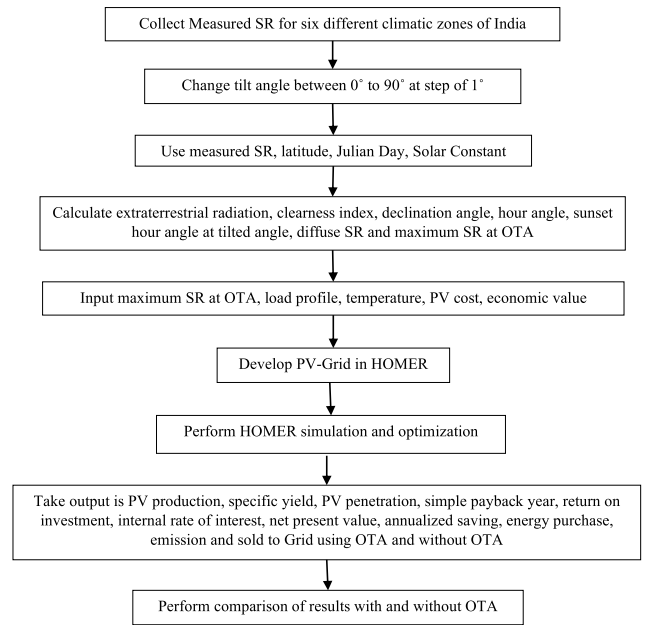 Collect Measured SR for six different climatic zones of India
Change tilt angle between 0˚ to 90˚ at step of 1˚
Use measured SR, latitude, Julian Day, Solar Constant
Calculate extraterrestrial radiation, clearness index, declination angle, hour angle, sunset
hour angle at tilted angle, diffuse SR and maximum SR at OTA
Input maximum SR at OTA, load profile, temperature, PV cost, economic value
Develop PV-Grid in HOMER
Perform HOMER simulation and optimization
Take output is PV production, specific yield, PV penetration, simple payback year, return on
investment, internal rate of interest, net present value, annualized saving, energy purchase,
emission and sold to Grid using OTA and without OTA
Perform comparison of results with and without OTA